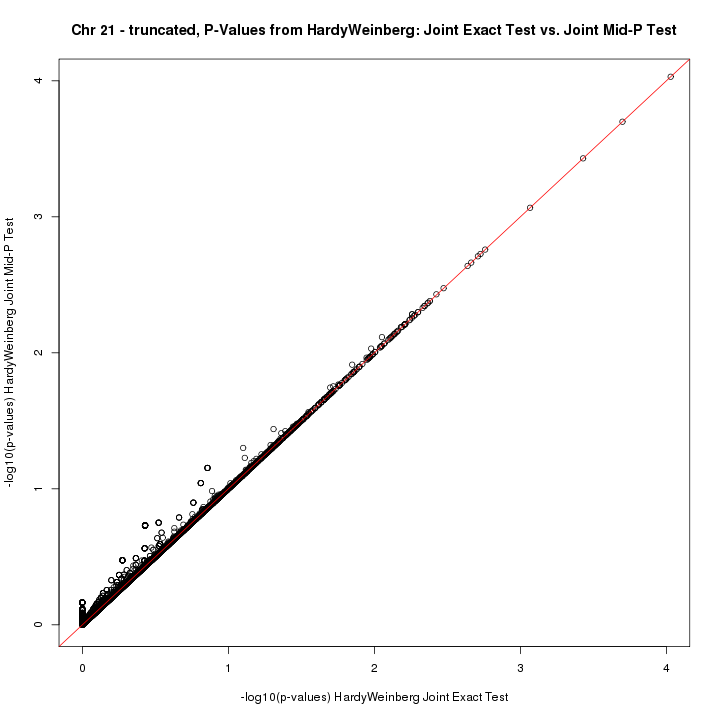 Chr 21 - truncated, P-Values from HardyWeinberg: Joint Exact Test vs. Joint Mid-P Test
-log10(p-values) HardyWeinberg Joint Mid-P Test
4
3
2
1
0
0 1 2 3 4
-log10(p-values) HardyWeinberg Joint Exact Test